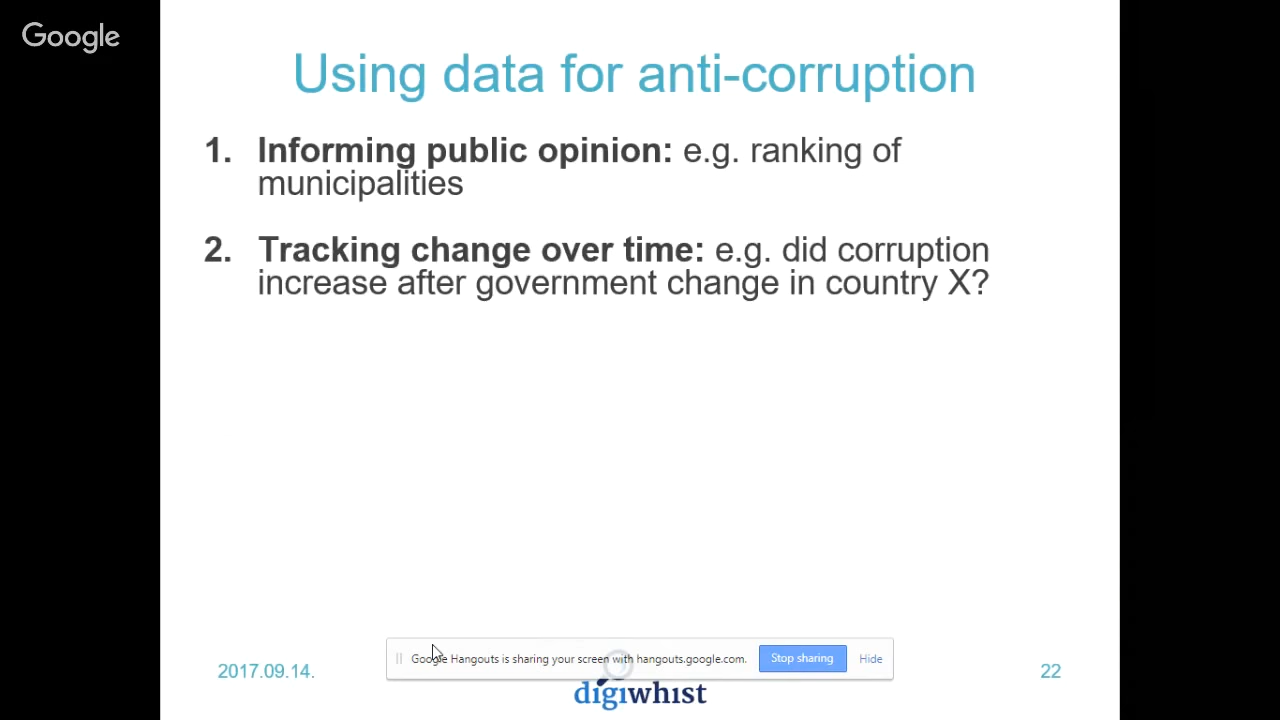 Google
Using data for anti-corruption
1. Informing public opinion: e.g. ranking of
municipalities
2. Tracking change over time: e.g. did corruption
increase after government change in country X?
Google Hangouts is sharing your screen with hangouts.google.com.
Stop sharing
Hide
2017.09.14.
digiwhist
22